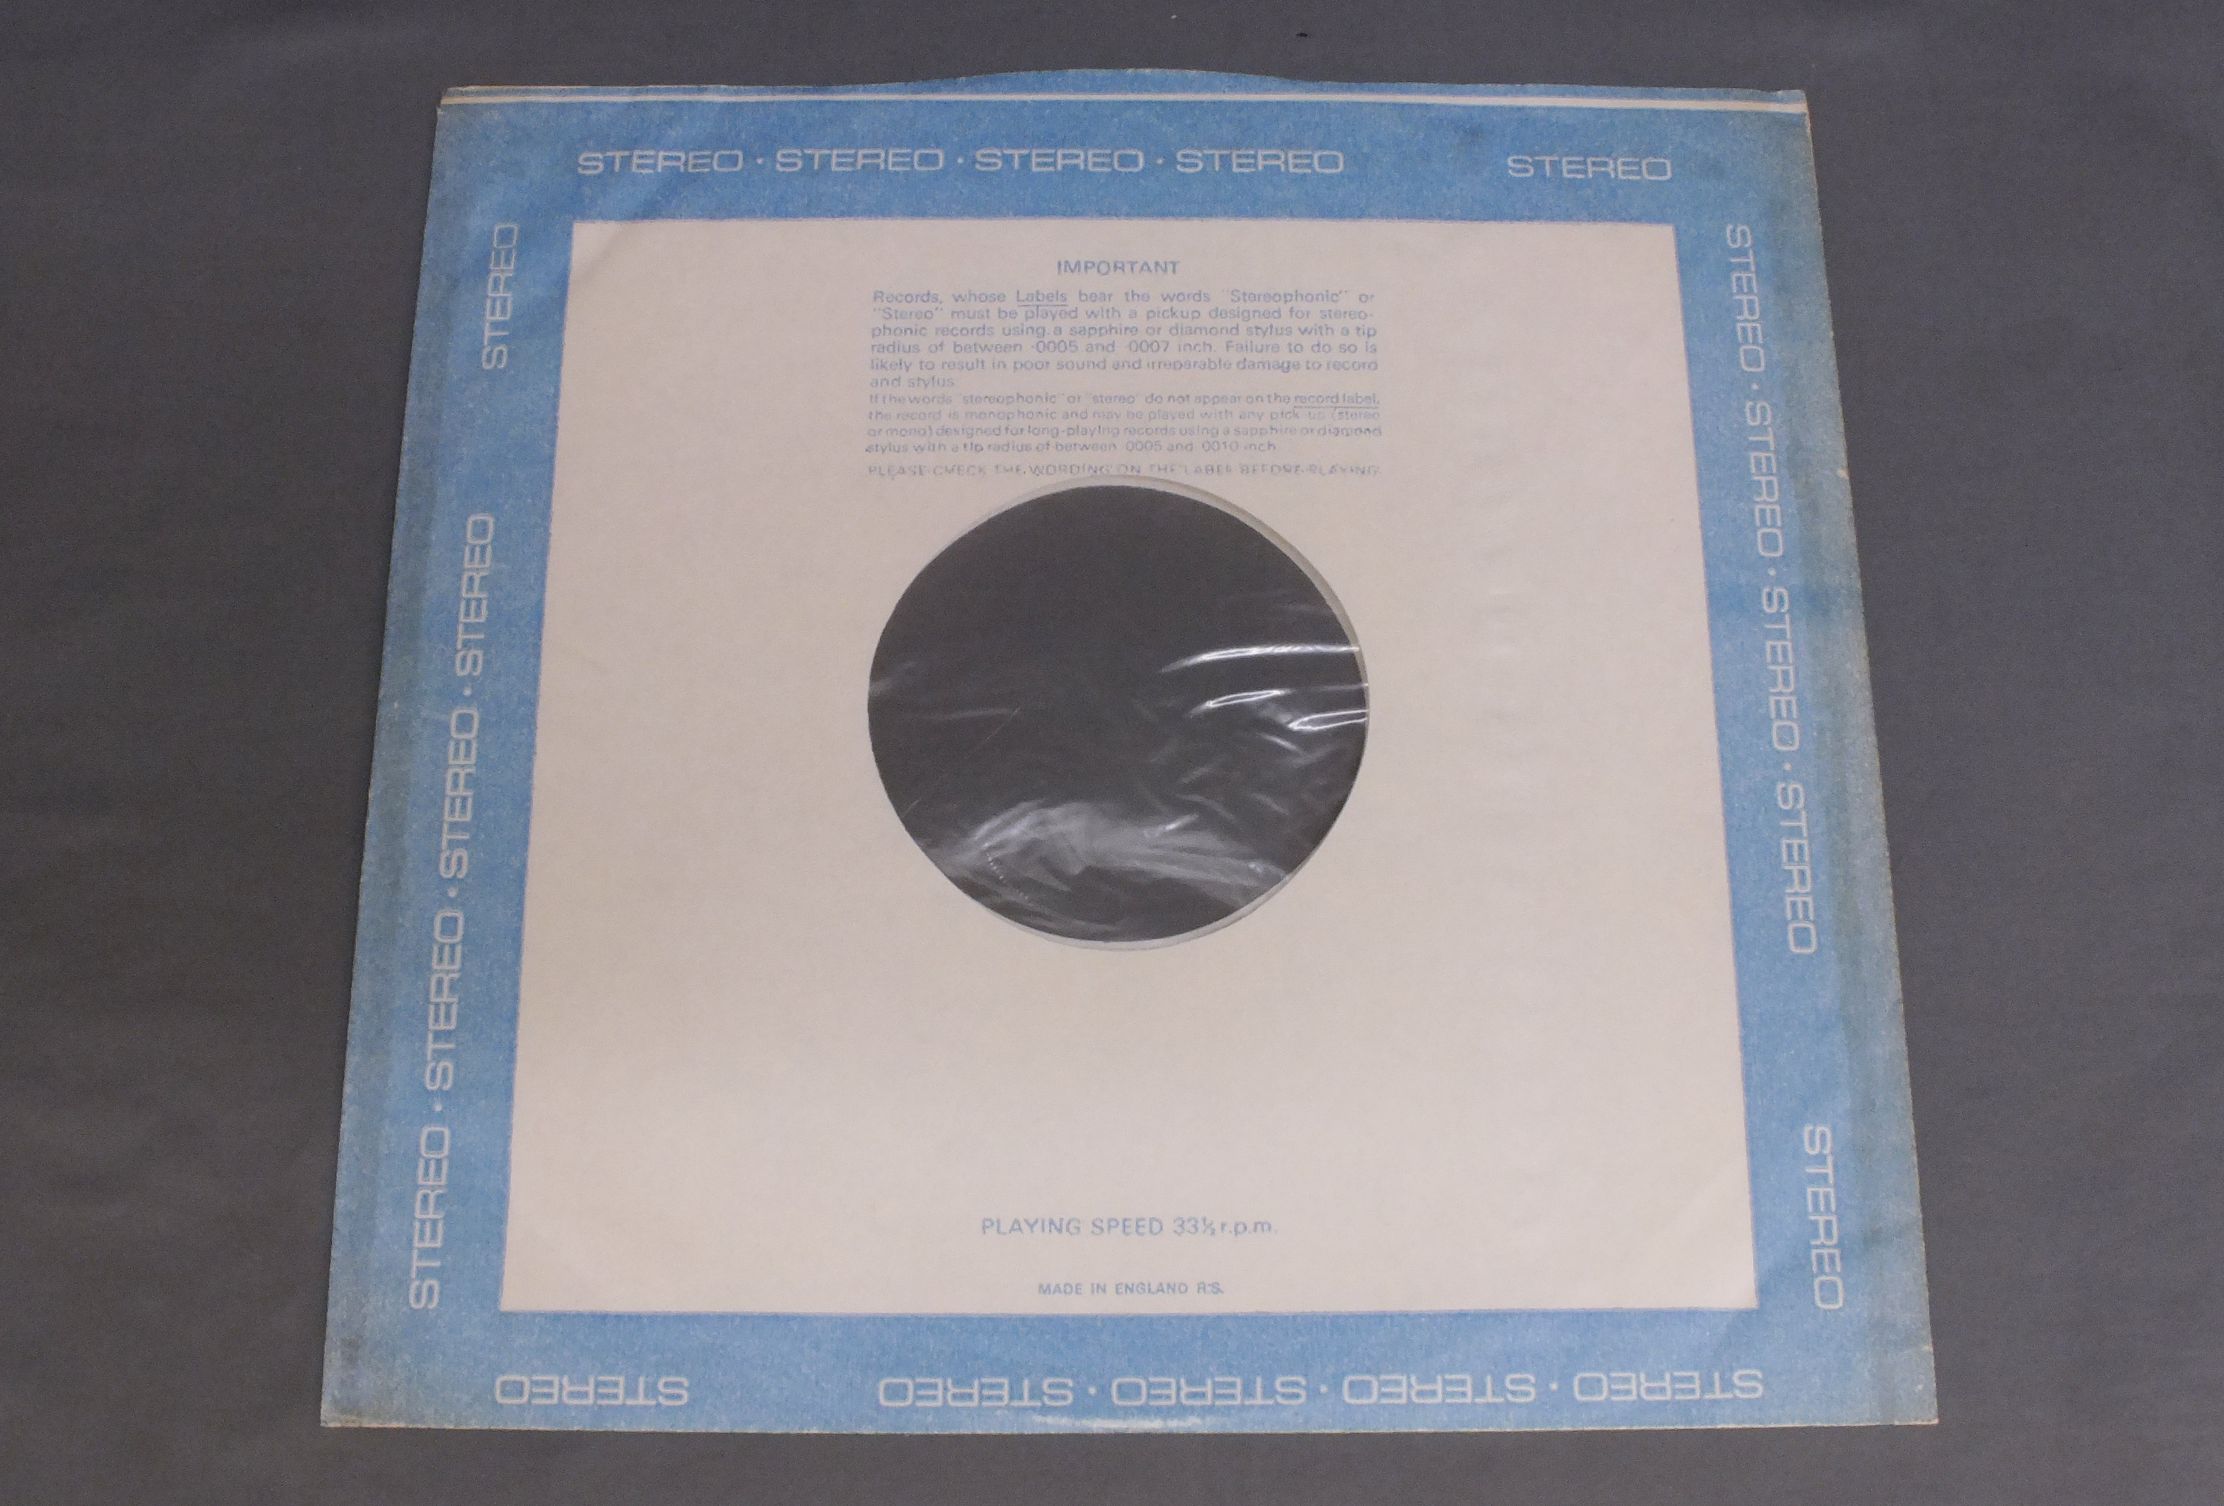 STEREO · STEREO · STEREO · STEREO STEREO
IMPORTANT
Records, whose Labels bear the words "Stereophonic" or
"Stereo" must be played with a pickup designed for stereo-
phonic records using a sapphire or diamond stylus with a tip
radius of between ·0005 and ·0007 inch. Failure to do so is
likely to result in poor sound and irreparable damage to record
and stylus
If the words "stereophonic" or "stereo" do not appear on the record label,
the record is monophonic and may be played with any pick-up (stereo
or mono) designed for long-playing records using a sapphire or diamond
stylus with a tip radius of between ·0005 and ·0010 inch
PLEASE CHECK THE WORDING ON THE LABEL BEFORE PLAYING.
PLAYING SPEED 33⅓ r.p.m.
MADE IN ENGLAND R.S.
STEREO · STEREO · STEREO · STEREO STEREO
STEREO · STEREO · STEREO · STEREO STEREO
STEREO · STEREO · STEREO · STEREO STEREO